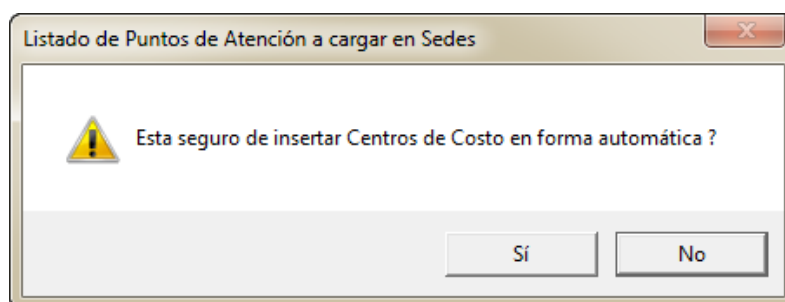 Listado de Puntos de Atención a cargar en Sedes
Esta seguro de insertar Centros de Costo en forma automática ?
Sí
No